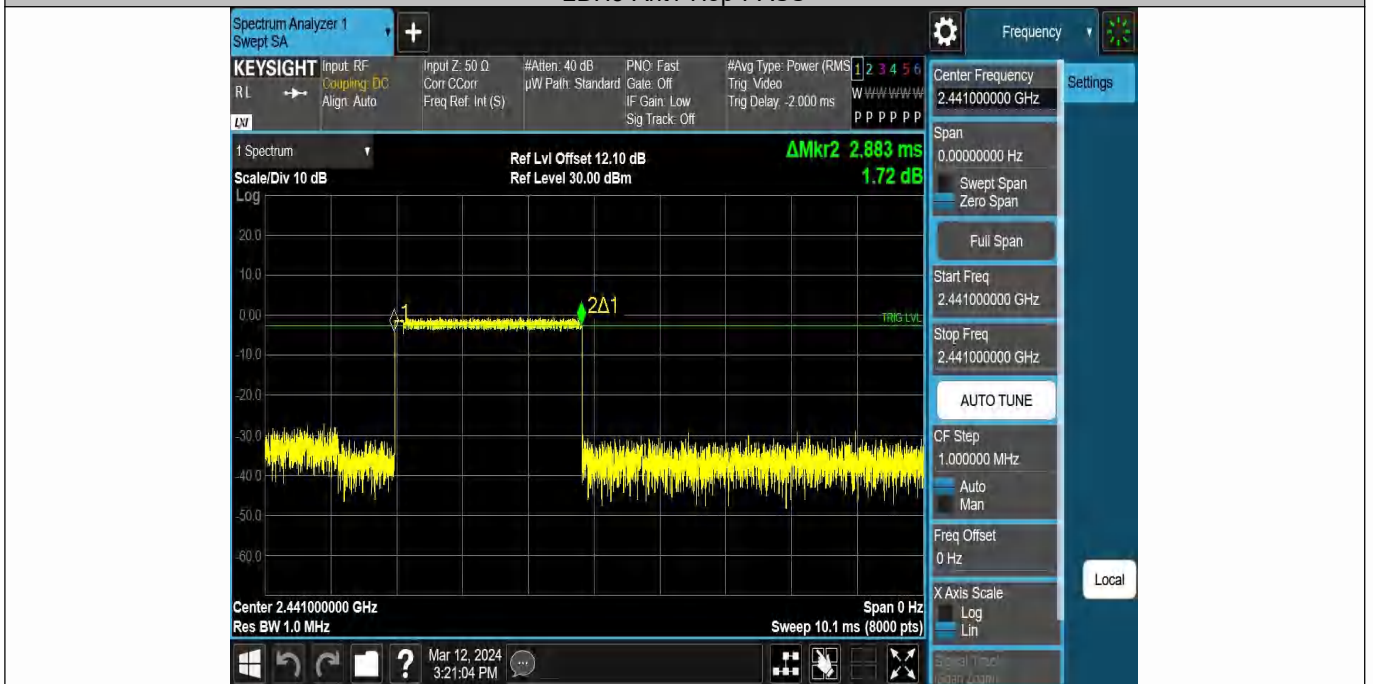 Spectrum Analyzer 1
Swept SA
Frequency
KEYSIGHT
RL
LXI
Input: RF
Coupling: DC
Align: Auto
Input Z: 50 Ω
Corr CCorr
Freq Ref: Int (S)
#Atten: 40 dB
µW Path: Standard
PNO: Fast
Gate: Off
IF Gain: Low
Sig Track: Off
#Avg Type: Power (RMS
Trig: Video
Trig Delay: -2.000 ms
1 2 3 4 5 6
W W W W W W
P P P P P P
Center Frequency
2.441000000 GHz
Settings
1 Spectrum
Scale/Div 10 dB
Log
Ref Lvl Offset 12.10 dB
Ref Level 30.00 dBm
ΔMkr2 2.883 ms
1.72 dB
20.0
10.0
0.00
-10.0
-20.0
-30.0
-40.0
-50.0
-60.0
1
2Δ1
TRIG LVL
Center 2.441000000 GHz
Res BW 1.0 MHz
Span 0 Hz
Sweep 10.1 ms (8000 pts)
Span
0.00000000 Hz
Swept Span
Zero Span
Full Span
Start Freq
2.441000000 GHz
Stop Freq
2.441000000 GHz
AUTO TUNE
CF Step
1.000000 MHz
Auto
Man
Freq Offset
0 Hz
X Axis Scale
Log
Lin
Signal Track
(Span Zoom)
Local
Mar 12, 2024
3:21:04 PM